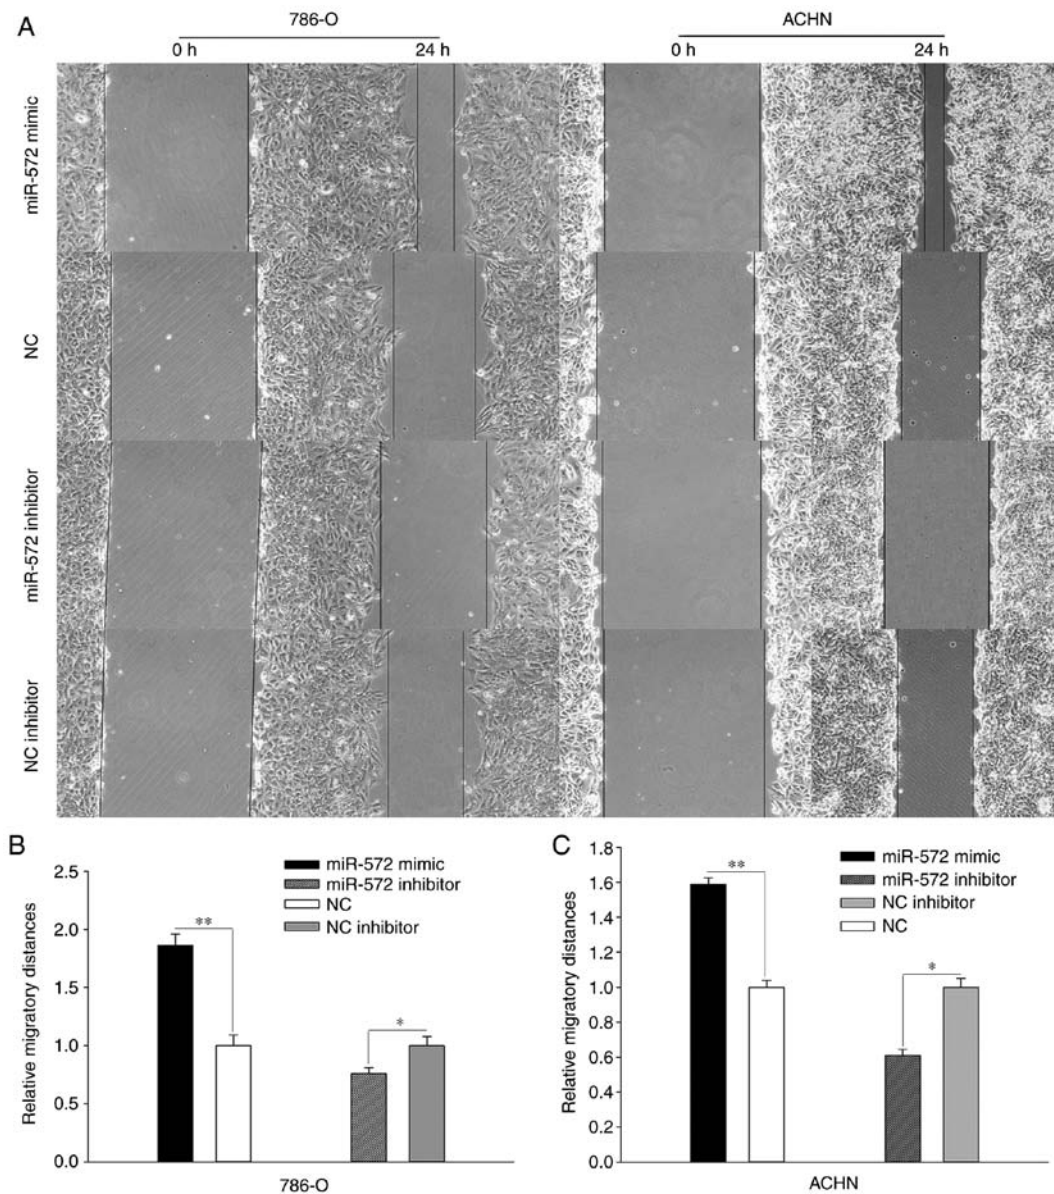 A
786-O
ACHN
0 h
24 h
0 h
24 h
miR-572 mimic
NC
miR-572 inhibitor
NC inhibitor
B
Relative migratory distances
2.5
2.0
1.5
1.0
0.5
0.0
miR-572 mimic
miR-572 inhibitor
NC
NC inhibitor
**
*
786-O
C
Relative migratory distances
1.8
1.6
1.4
1.2
1.0
0.8
0.6
0.4
0.2
0.0
miR-572 mimic
miR-572 inhibitor
NC inhibitor
NC
**
*
ACHN